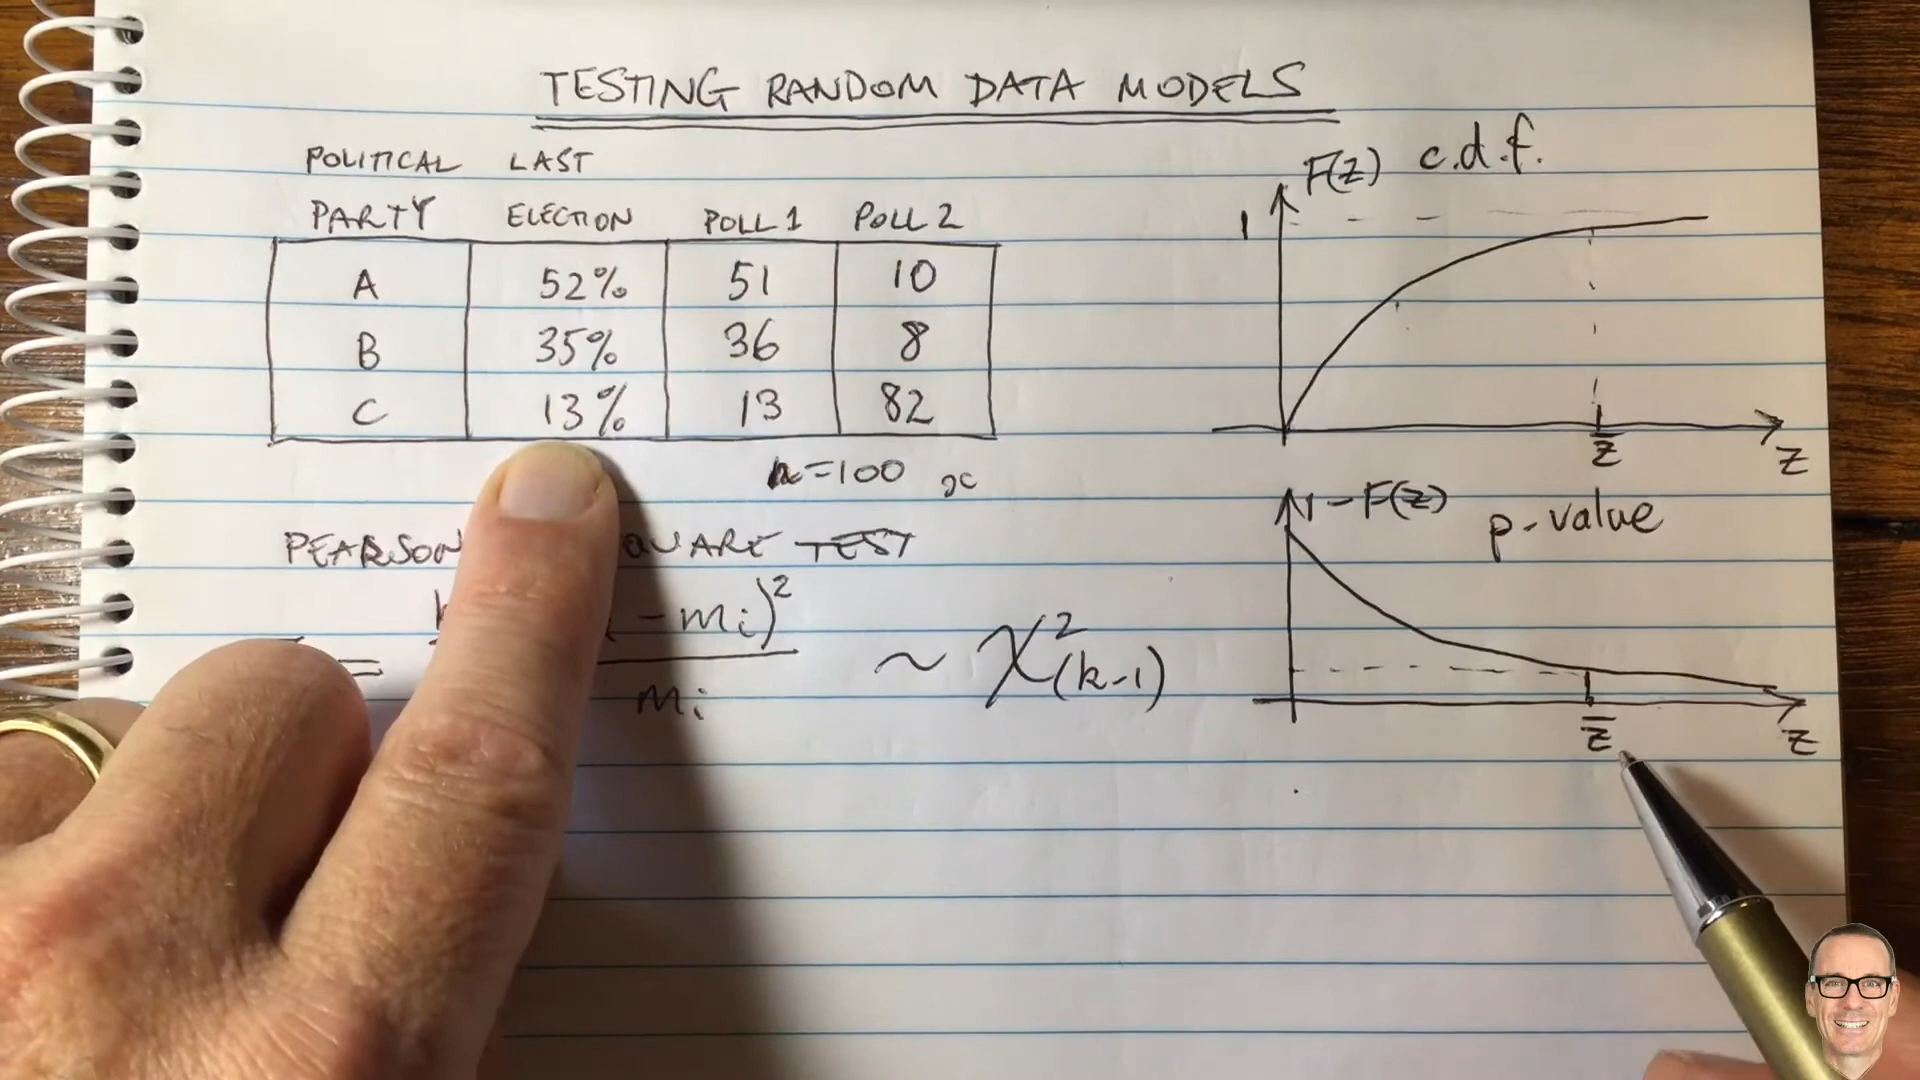 TESTING RANDOM DATA MODELS
POLITICAL LAST
PARTY ELECTION POLL 1 POLL 2
A 52% 51 10
B 35% 36 8
C 13% 13 82
n=100 x
PEARSON QUARE TEST
= -mi)² / mi ~ χ²(k-1)
F(z) c.d.f.
1
z̄ z
1-F(z) p-value
z̄ z